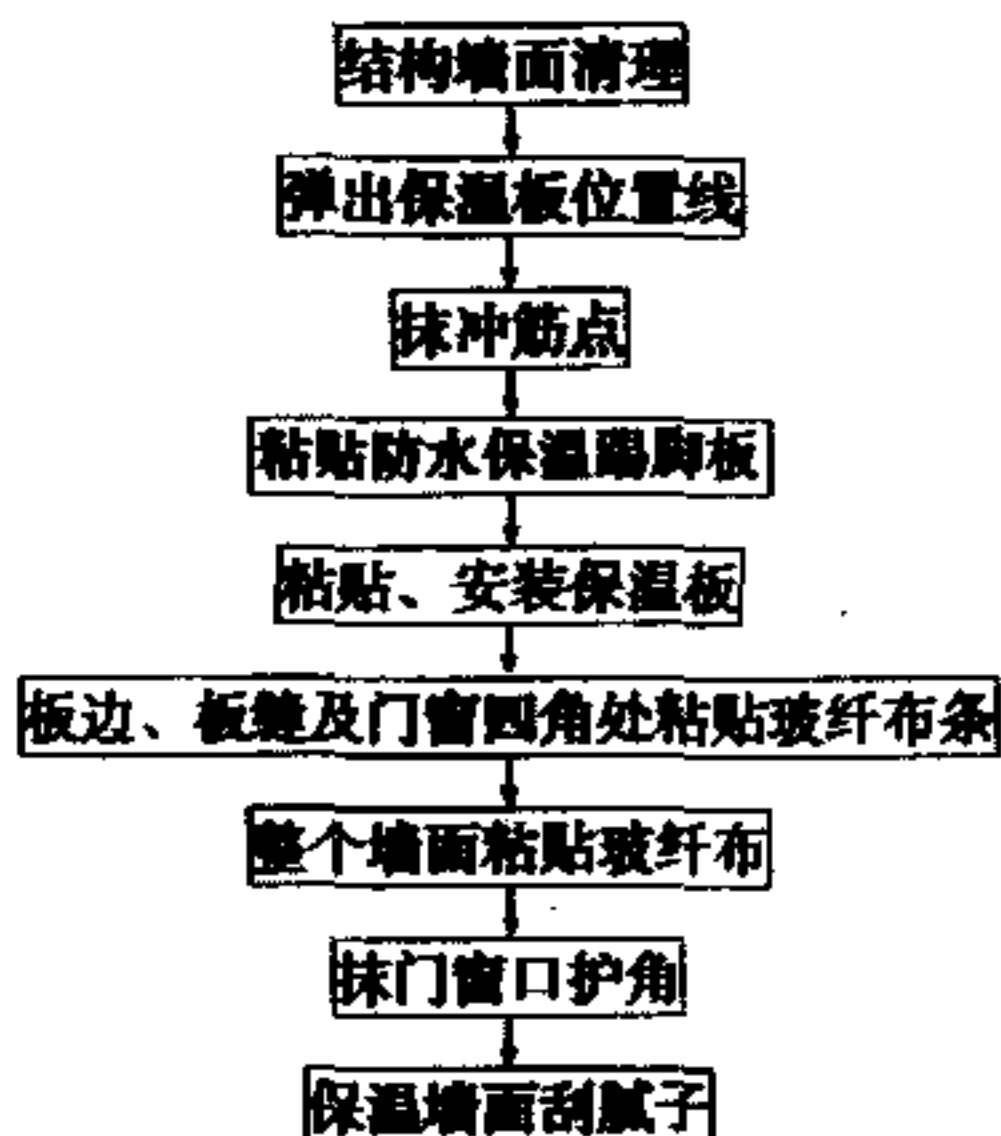 结构墙面清理
弹出保温板位置线
抹冲筋点
粘贴防水保温踢脚板
粘贴、安装保温板
板边、板缝及门窗四角处粘贴玻纤布条
整个墙面粘贴玻纤布
抹门窗口护角
保温墙面刮腻子